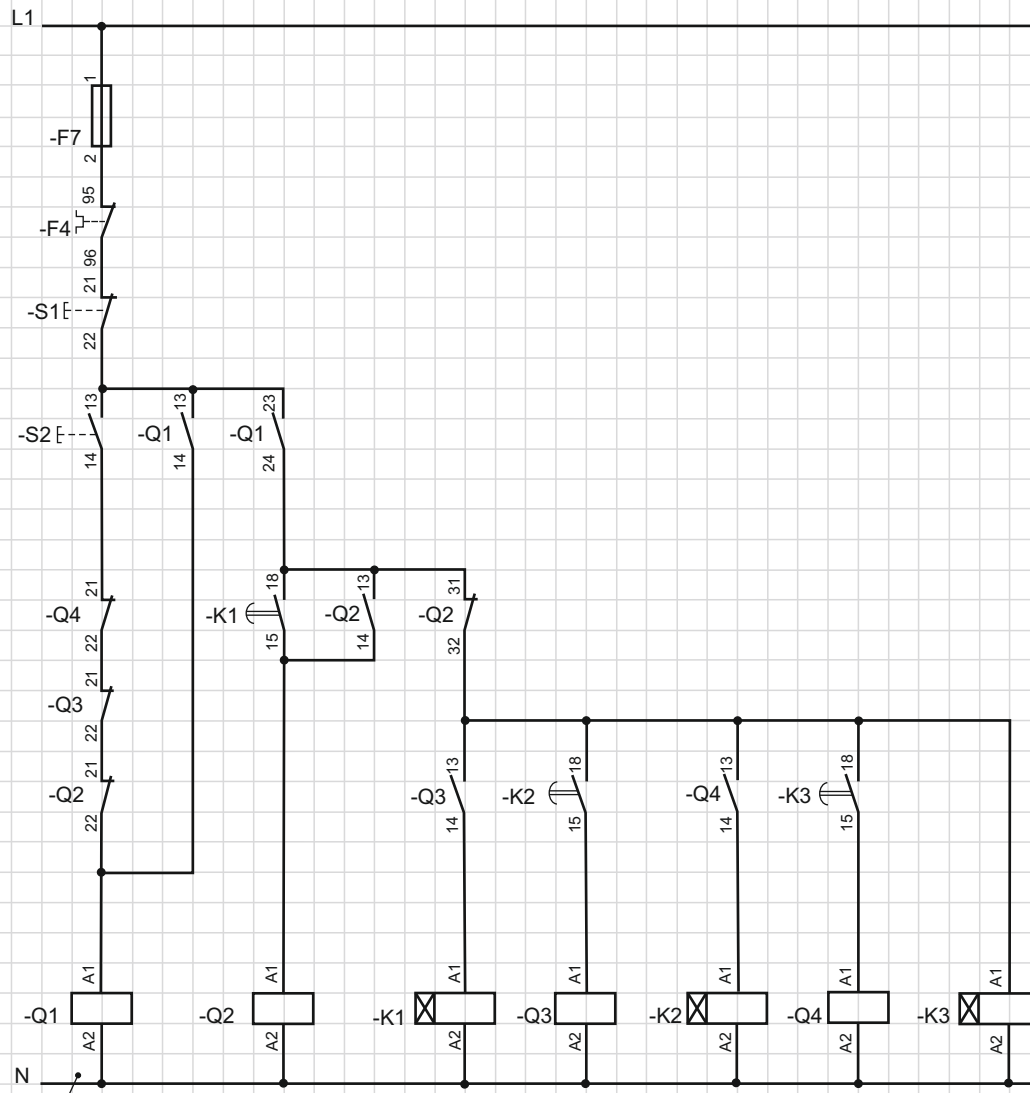 L1
1
-F7
2
95
-F4
96
21
-S1
22
13 13 23
-S2 -Q1 -Q1
14 14 24
21 18 13 31
-Q4 -K1 -Q2 -Q2
22 15 14 32
21
-Q3
22
21 13 18 13 18
-Q2 -Q3 -K2 -Q4 -K3
22 14 15 14 15
A1 A1 A1 A1 A1 A1 A1
-Q1 -Q2 -K1 -Q3 -K2 -Q4 -K3
A2 A2 A2 A2 A2 A2 A2
N